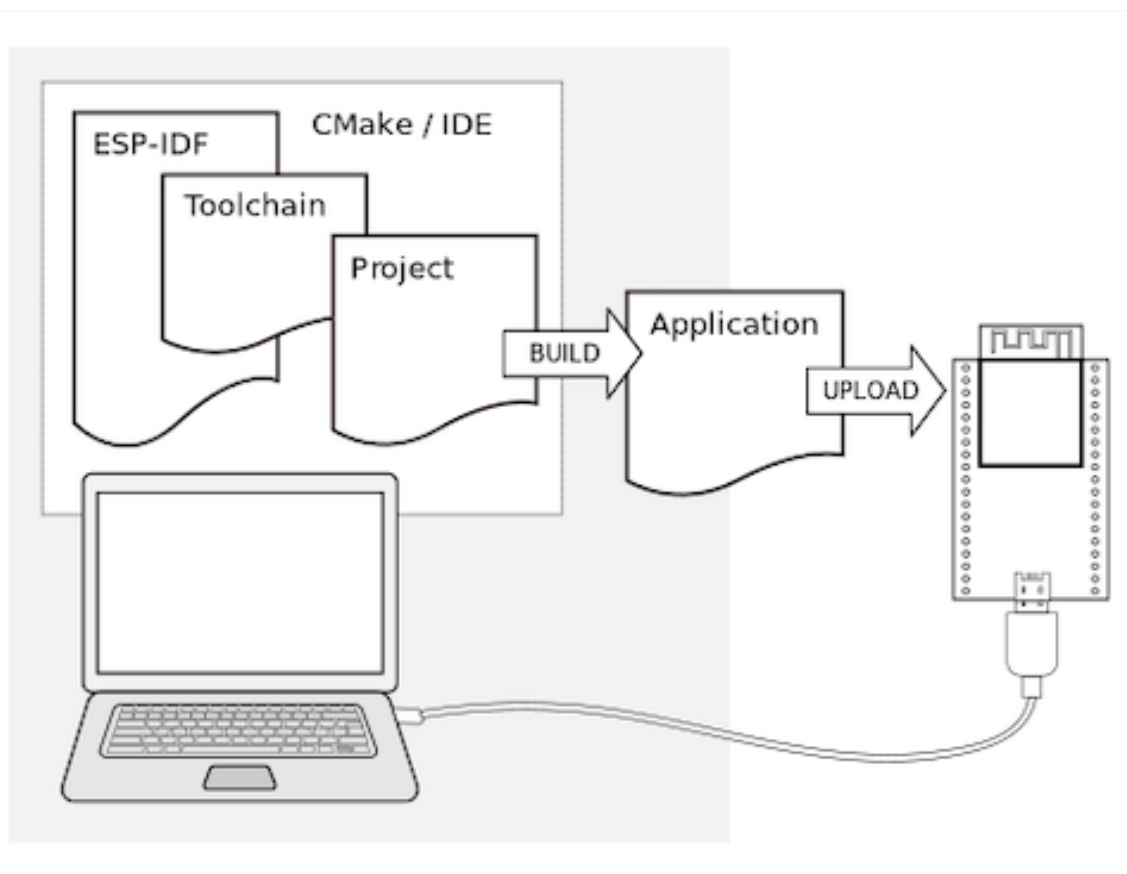 ESP-IDF
CMake / IDE
Toolchain
Project
BUILD
Application
UPLOAD